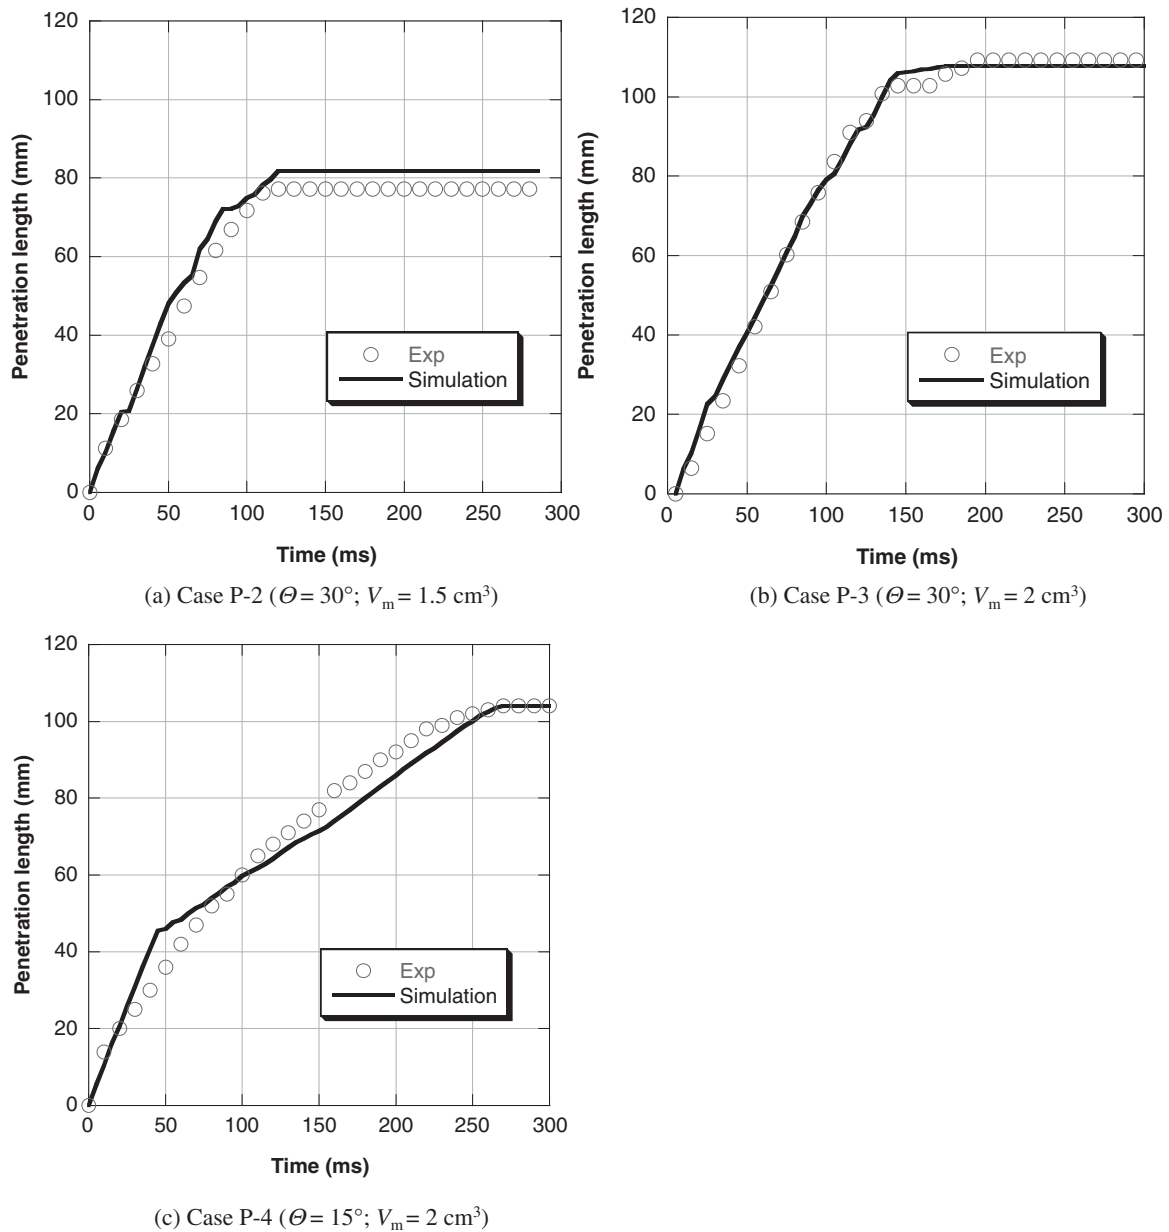 120
100
80
60
40
20
0
0 50 100 150 200 250 300
Penetration length (mm)
Time (ms)
Exp
Simulation
(a) Case P-2 (Θ = 30°; Vm = 1.5 cm³)
120
100
80
60
40
20
0
50 100 150 200 250 300
Penetration length (mm)
Time (ms)
Exp
Simulation
(b) Case P-3 (Θ = 30°; Vm = 2 cm³)
120
100
80
60
40
20
0
0 50 100 150 200 250 300
Penetration length (mm)
Time (ms)
Exp
Simulation
(c) Case P-4 (Θ = 15°; Vm = 2 cm³)